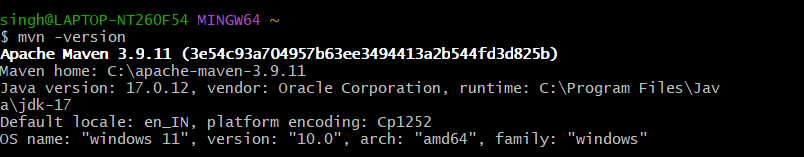 singh@LAPTOP-NT26OF54 MINGW64 ~
$ mvn -version
Apache Maven 3.9.11 (3e54c93a704957b63ee3494413a2b544fd3d825b)
Maven home: C:\apache-maven-3.9.11
Java version: 17.0.12, vendor: Oracle Corporation, runtime: C:\Program Files\Jav
a\jdk-17
Default locale: en_IN, platform encoding: Cp1252
OS name: "windows 11", version: "10.0", arch: "amd64", family: "windows"